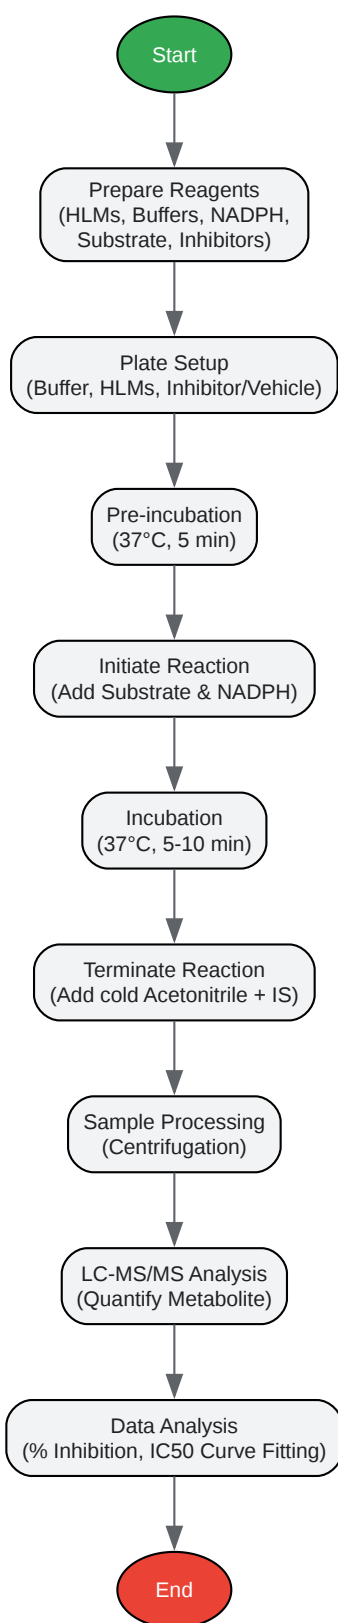 Start
Prepare Reagents
(HLMs, Buffers, NADPH,
Substrate, Inhibitors)
Plate Setup
(Buffer, HLMs, Inhibitor/Vehicle)
Pre-incubation
(37°C, 5 min)
Initiate Reaction
(Add Substrate & NADPH)
Incubation
(37°C, 5-10 min)
Terminate Reaction
(Add cold Acetonitrile + IS)
Sample Processing
(Centrifugation)
LC-MS/MS Analysis
(Quantify Metabolite)
Data Analysis
(% Inhibition, IC50 Curve Fitting)
End